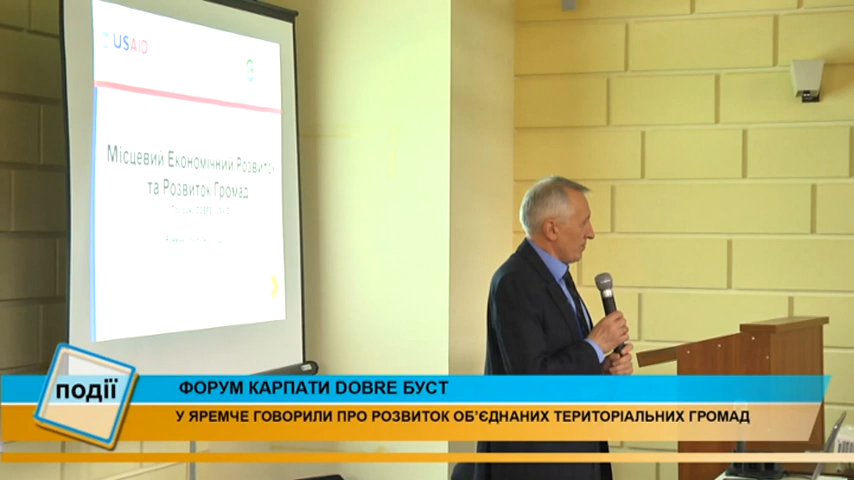 USAID
Місцевий Економічний Розвиток
та Розвиток Громад
події
ФОРУМ КАРПАТИ DOBRE БУСТ
У ЯРЕМЧЕ ГОВОРИЛИ ПРО РОЗВИТОК ОБ'ЄДНАНИХ ТЕРИТОРІАЛЬНИХ ГРОМАД